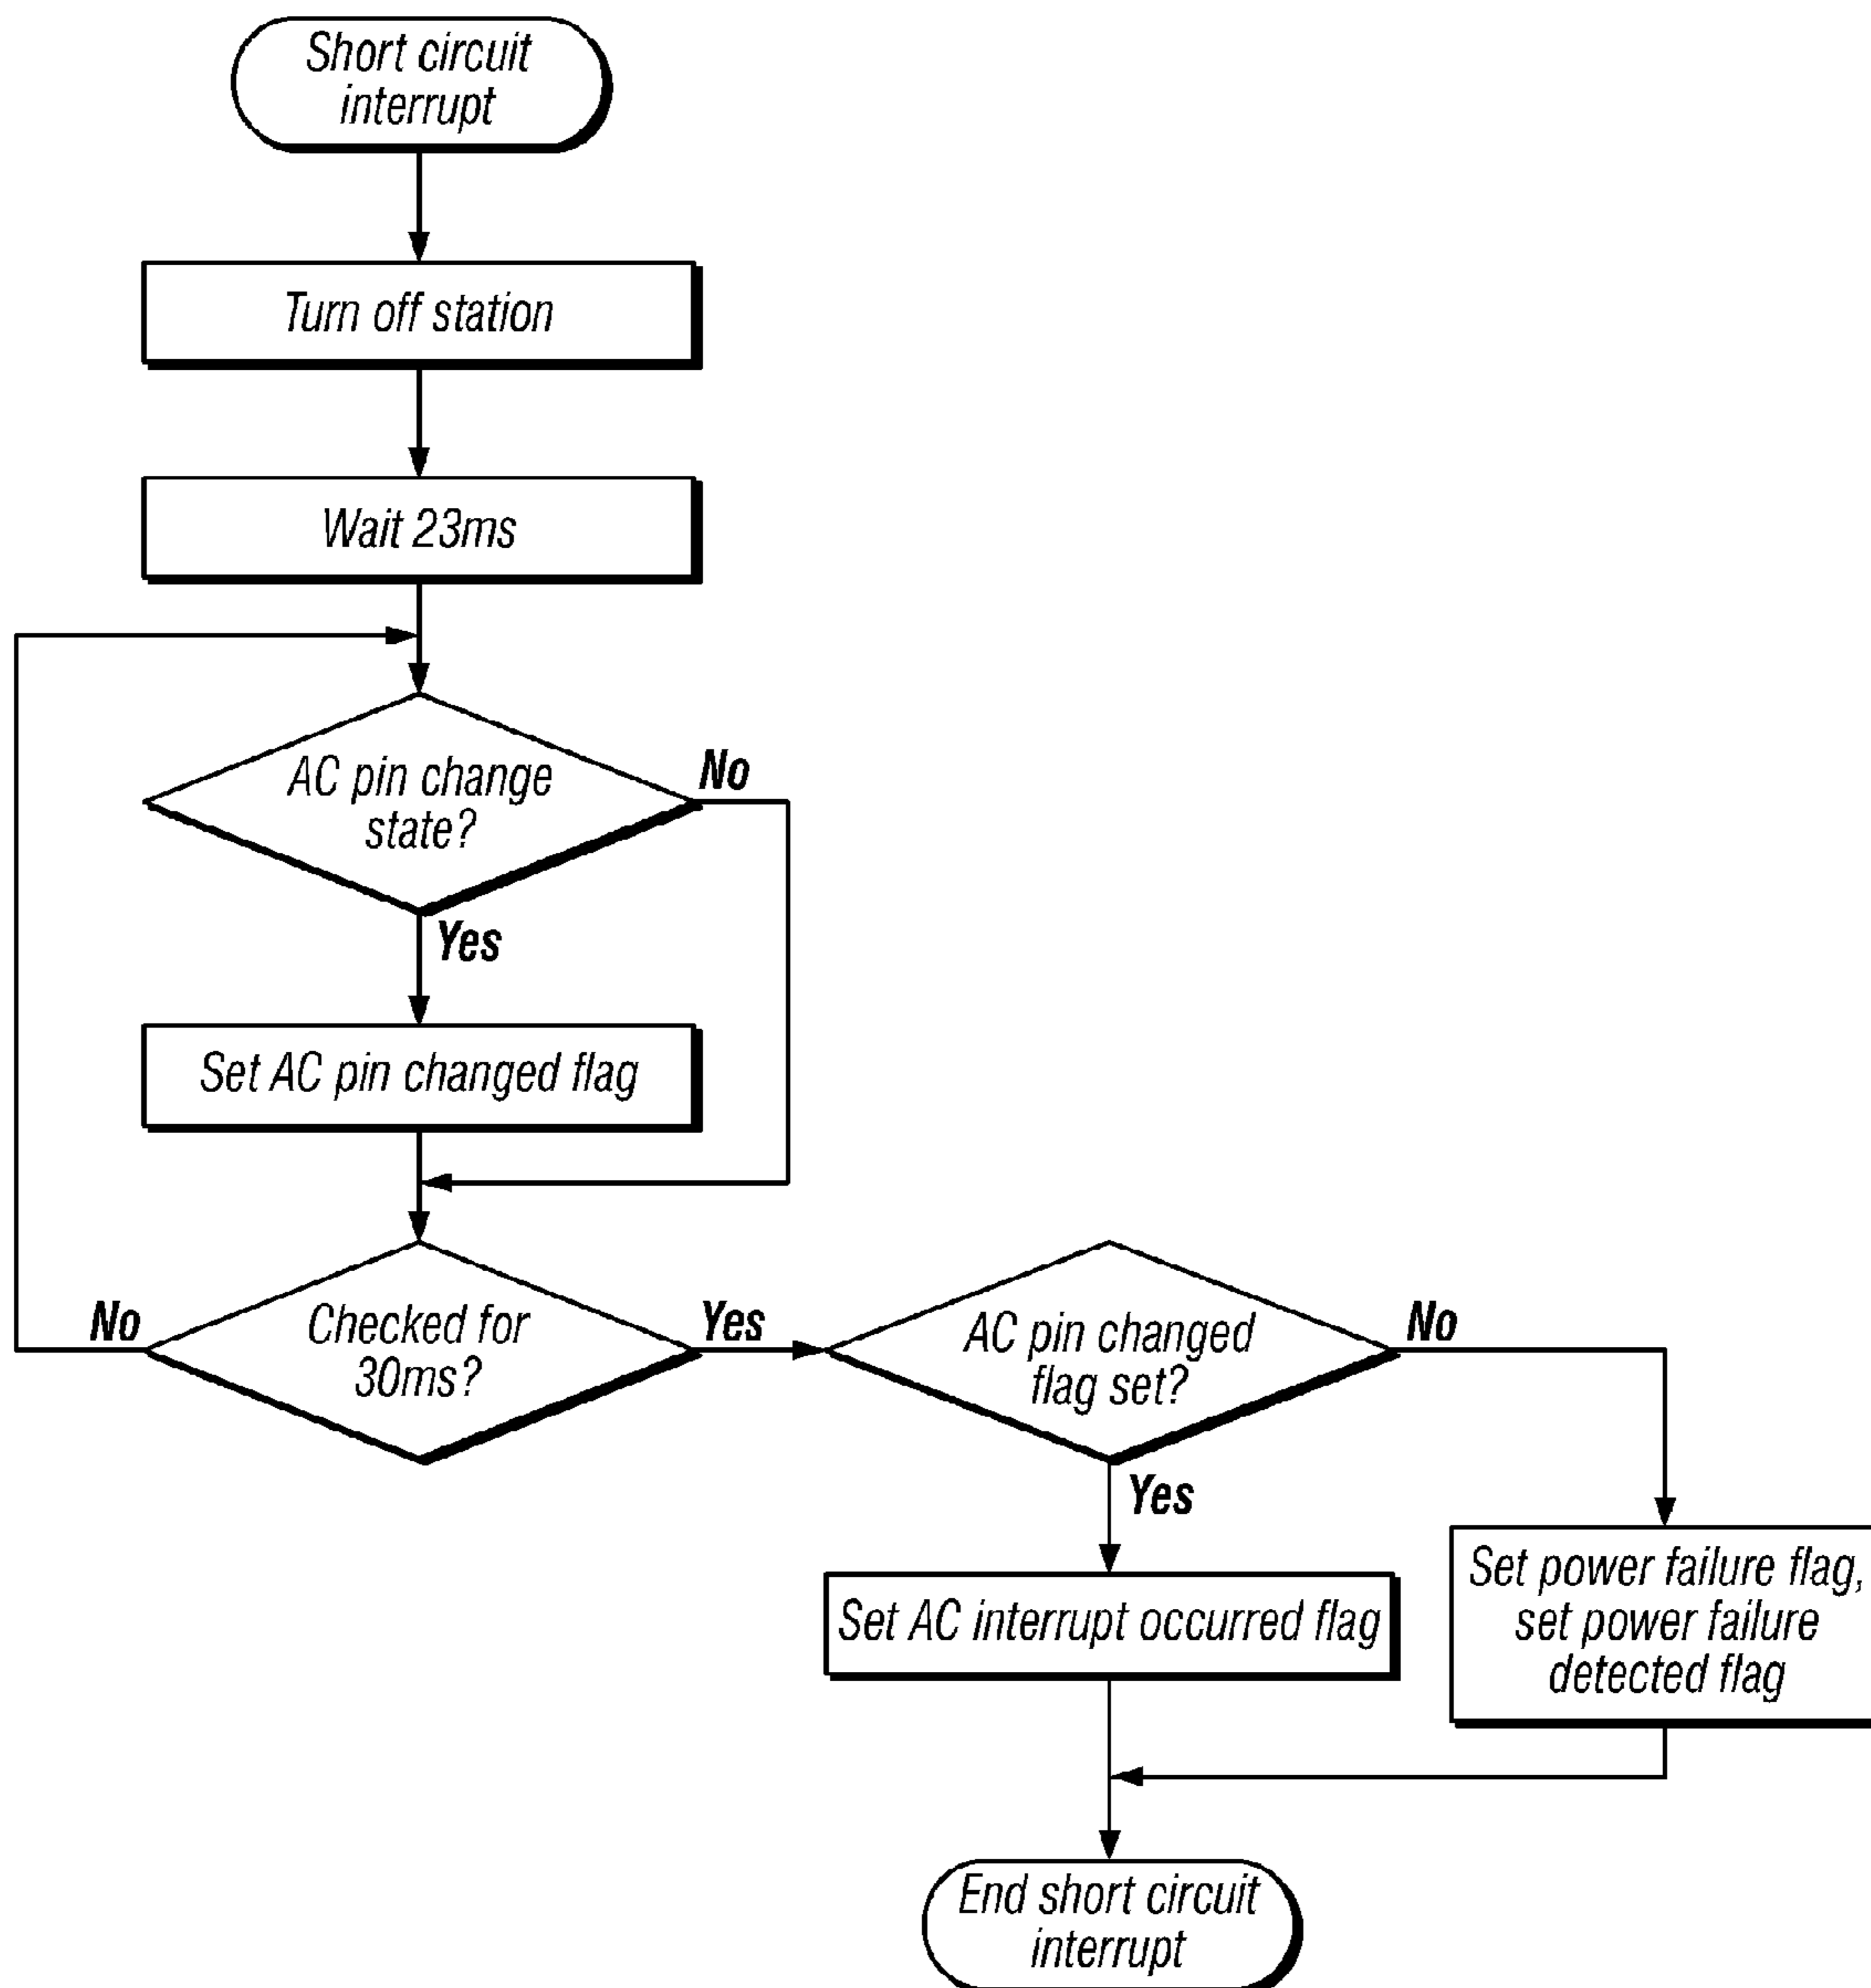 Short circuit
interrupt
Turn off station
Wait 23ms
AC pin change
state?
No
Yes
Set AC pin changed flag
No
Checked for
30ms?
Yes
AC pin changed
flag set?
No
Yes
Set AC interrupt occurred flag
Set power failure flag,
set power failure
detected flag
End short circuit
interrupt